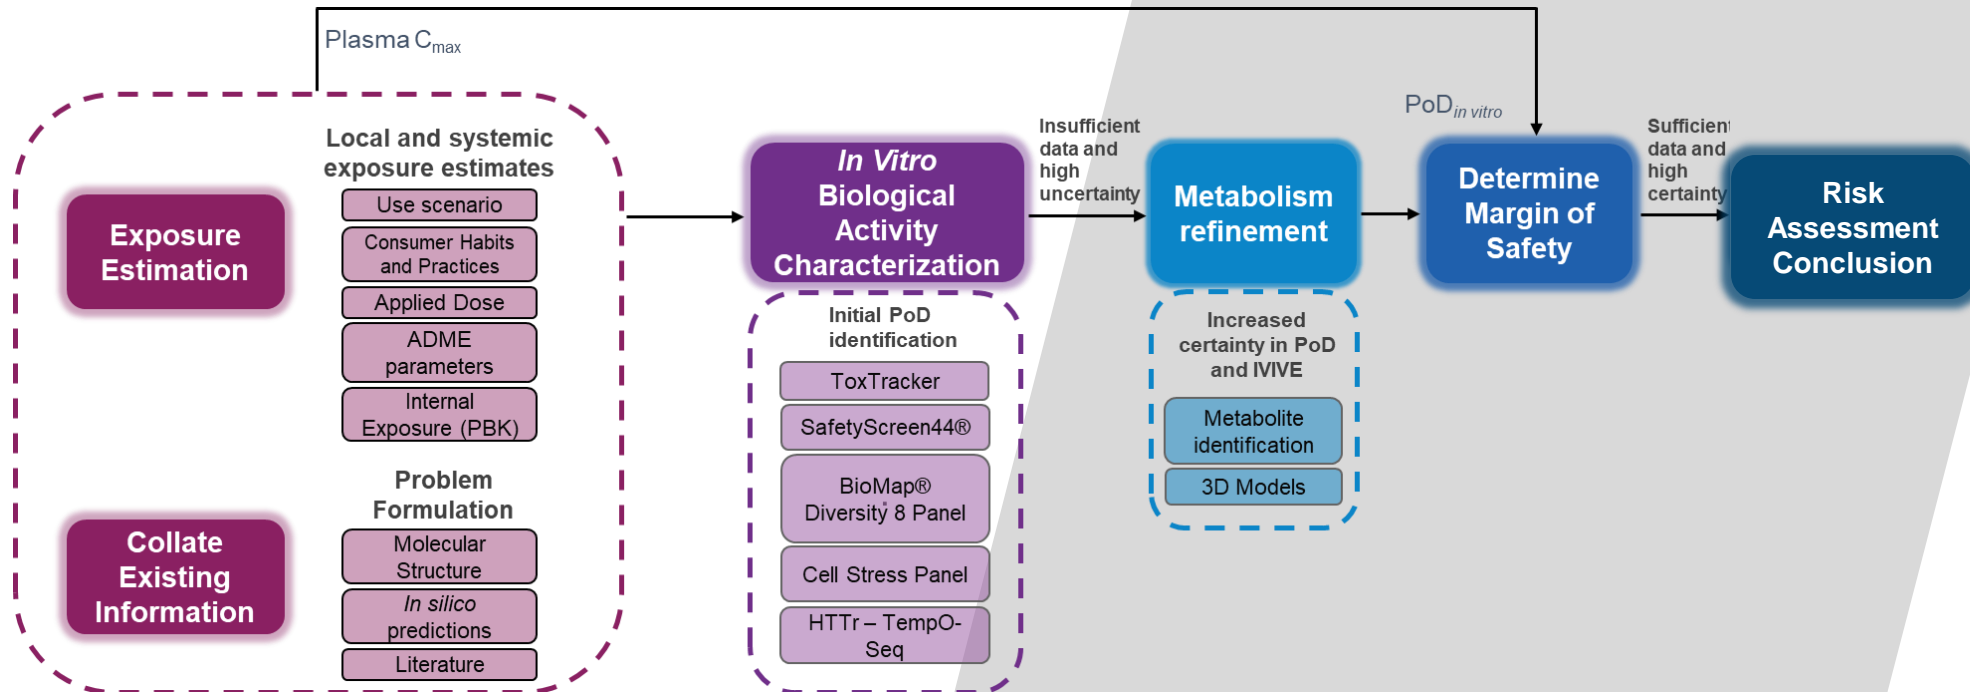 Plasma Cmax
Local and systemic
exposure estimates
Exposure
Estimation
Use scenario
Consumer Habits
and Practices
Applied Dose
ADME
parameters
Internal
Exposure (PBK)
Problem
Formulation
Collate
Existing
Information
Molecular
Structure
In silico
predictions
Literature
In Vitro
Biological
Activity
Characterization
Initial PoD
identification
ToxTracker
SafetyScreen44®
BioMap®
Diversity 8 Panel
Cell Stress Panel
HTTr – TempO-
Seq
Insufficient
data and
high
uncertainty
Metabolism
refinement
Increased
certainty in PoD
and IVIVE
Metabolite
identification
3D Models
PoDin vitro
Determine
Margin of
Safety
Sufficient
data and
high
certainty
Risk
Assessment
Conclusion